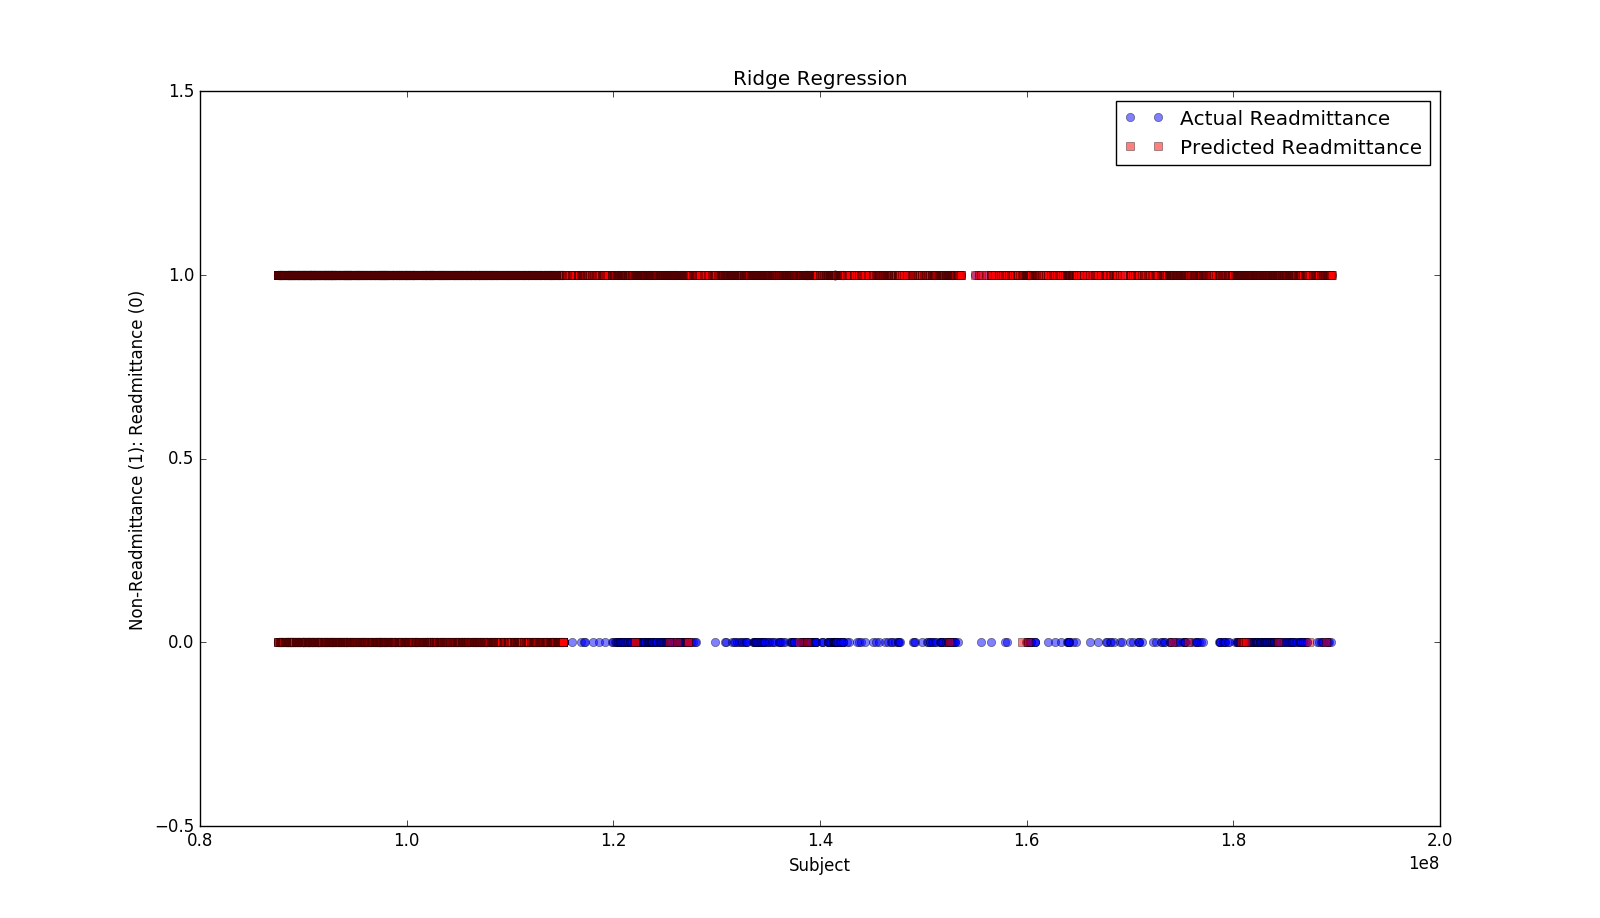 Ridge Regression
1.5
1.0
0.5
0.0
−0.5
Non-Readmittance (1): Readmittance (0)
Actual Readmittance
Predicted Readmittance
0.8 1.0 1.2 1.4 1.6 1.8 2.0
1e8
Subject